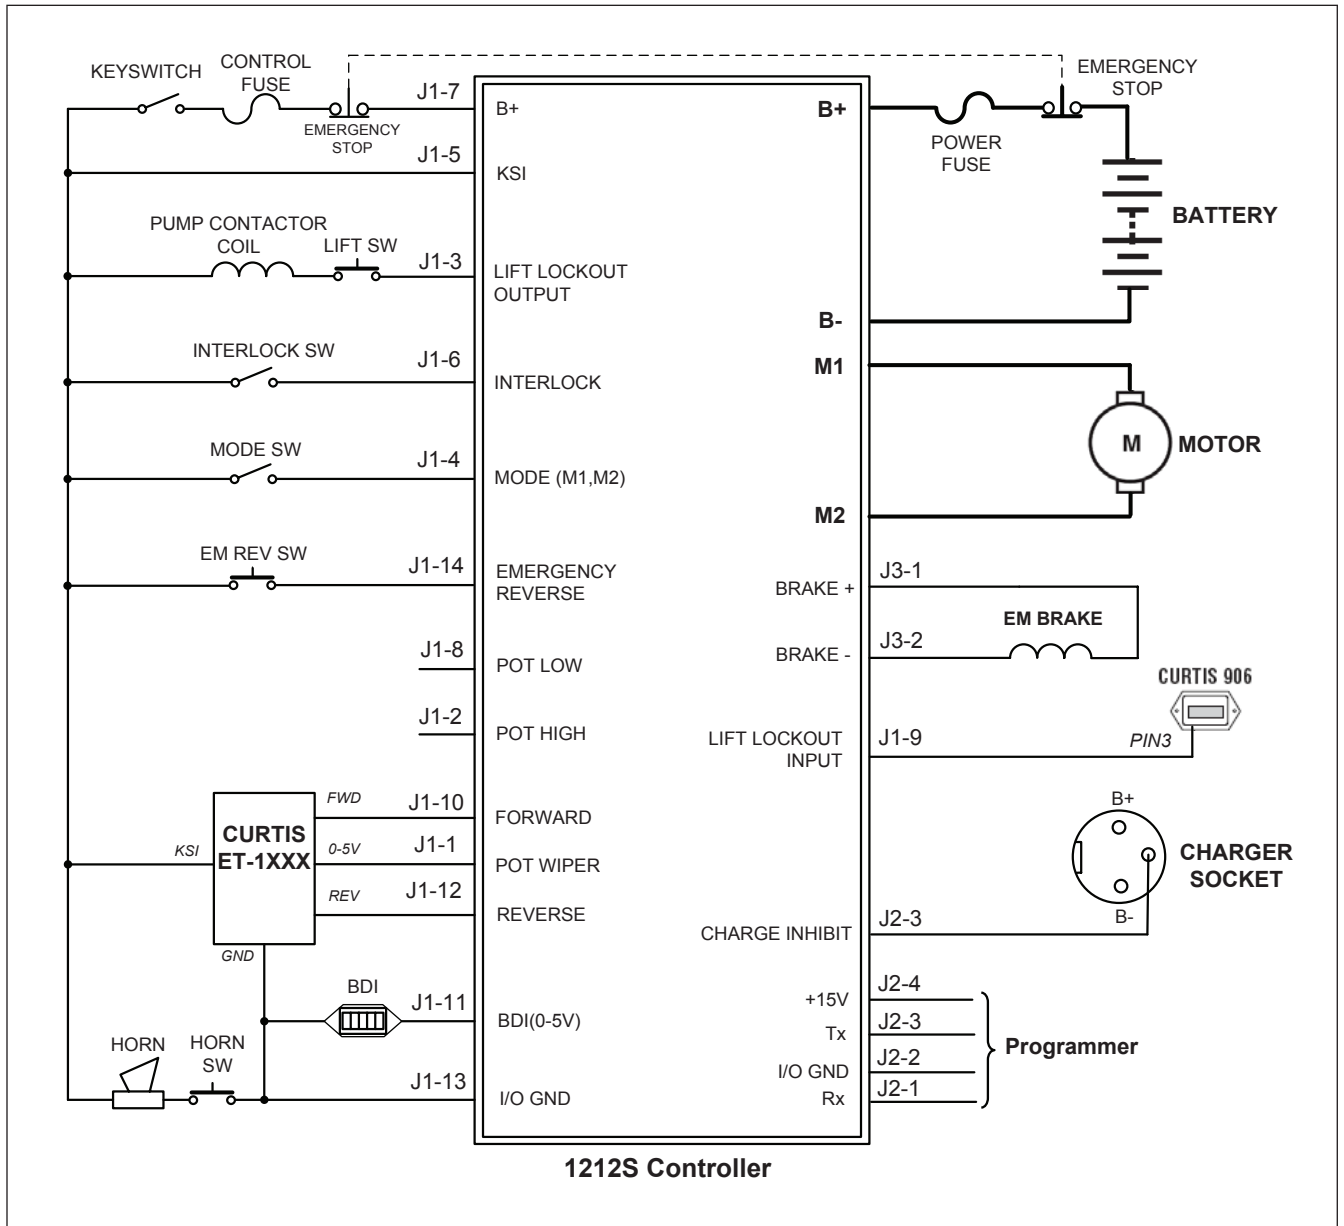 KEYSWITCH
CONTROL
FUSE
EMERGENCY
STOP
J1-7
B+
B+
POWER
FUSE
EMERGENCY
STOP
J1-5
KSI
BATTERY
PUMP CONTACTOR
COIL
LIFT SW
J1-3
LIFT LOCKOUT
OUTPUT
B-
INTERLOCK SW
J1-6
INTERLOCK
M1
M
MOTOR
MODE SW
J1-4
MODE (M1,M2)
M2
EM REV SW
J1-14
EMERGENCY
REVERSE
BRAKE +
J3-1
EM BRAKE
BRAKE -
J3-2
J1-8
POT LOW
J1-2
POT HIGH
CURTIS 906
LIFT LOCKOUT
INPUT
J1-9
PIN3
CURTIS
ET-1XXX
KSI
FWD
J1-10
FORWARD
0-5V
J1-1
POT WIPER
REV
J1-12
REVERSE
GND
B+
CHARGER
SOCKET
B-
CHARGE INHIBIT
J2-3
BDI
J1-11
BDI(0-5V)
+15V
J2-4
Tx
J2-3
I/O GND
J2-2
Rx
J2-1
Programmer
HORN
HORN
SW
J1-13
I/O GND
1212S Controller